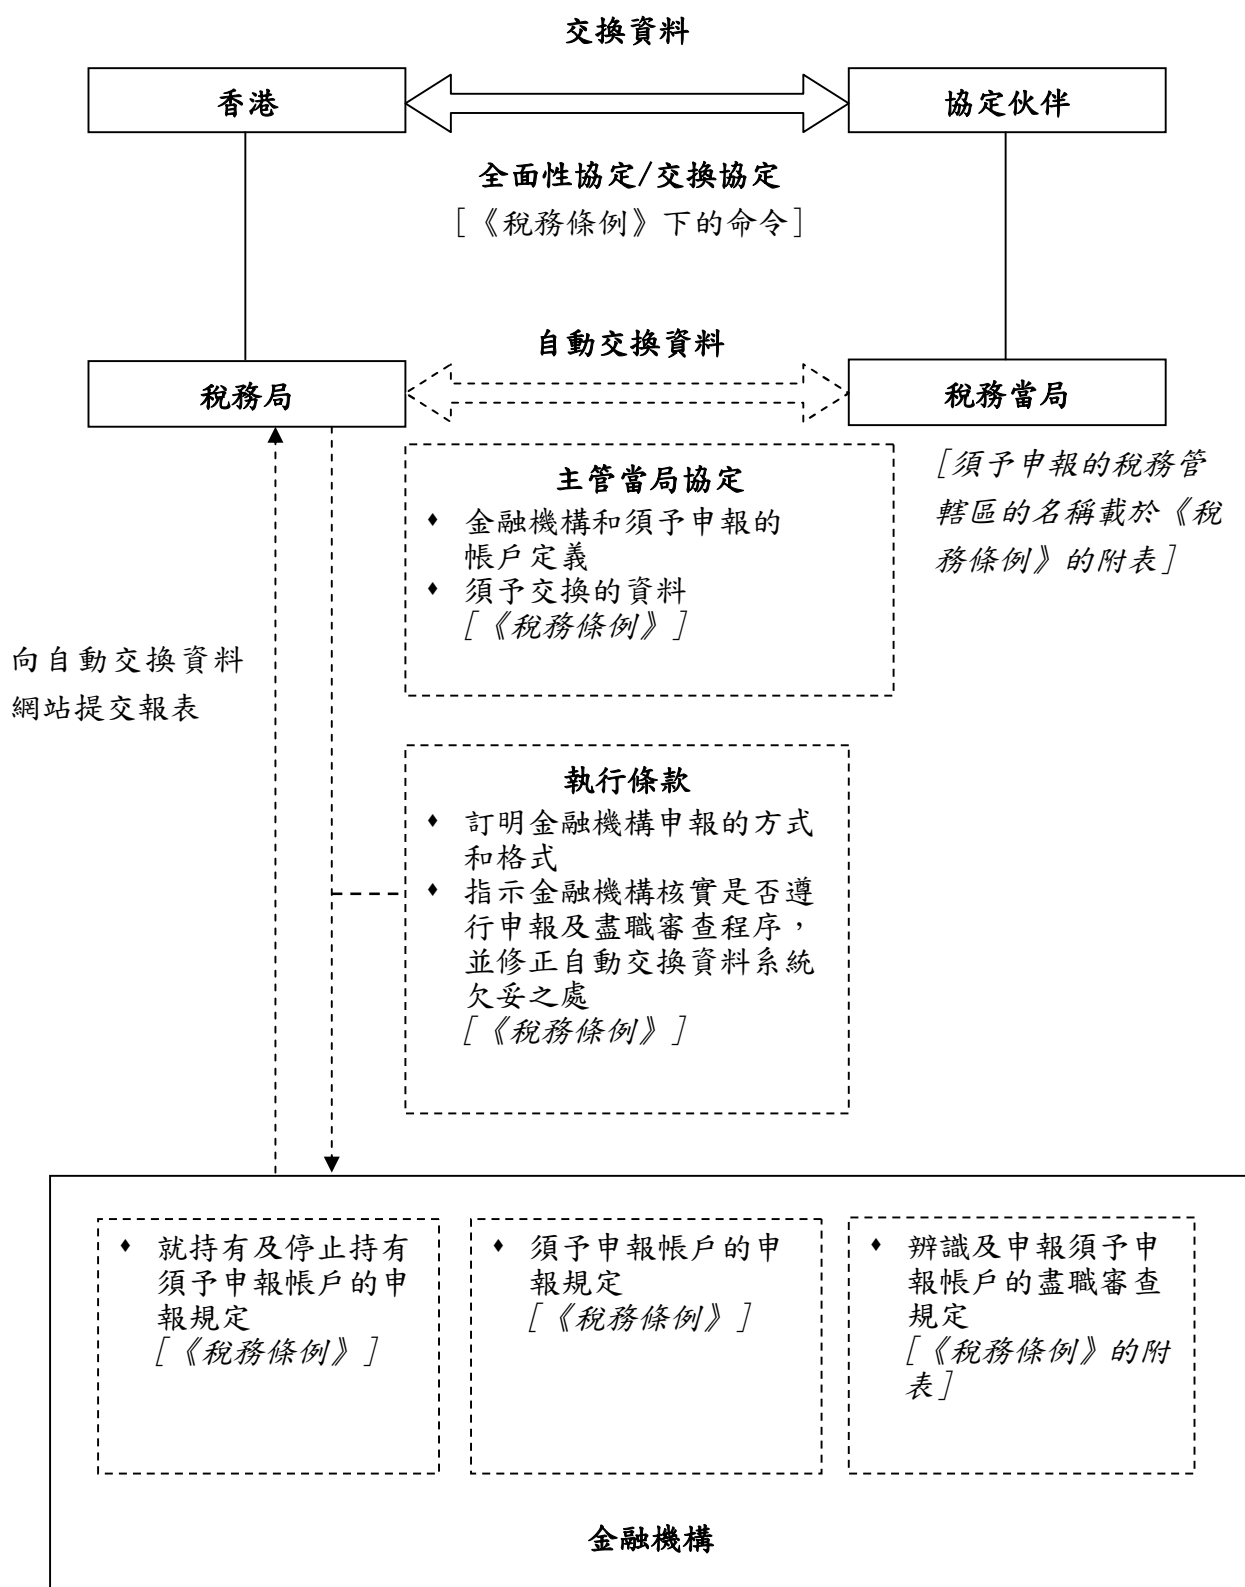 交換資料
香港
協定伙伴
全面性協定/交換協定
[《稅務條例》下的命令]
自動交換資料
稅務局
稅務當局
[須予申報的稅務管
轄區的名稱載於《稅
務條例》的附表]
主管當局協定
♦ 金融機構和須予申報的
帳戶定義
♦ 須予交換的資料
[《稅務條例》]
向自動交換資料
網站提交報表
執行條款
♦ 訂明金融機構申報的方式
和格式
♦ 指示金融機構核實是否遵
行申報及盡職審查程序，
並修正自動交換資料系統
欠妥之處
[《稅務條例》]
♦ 就持有及停止持有
須予申報帳戶的申
報規定
[《稅務條例》]
♦ 須予申報帳戶的申
報規定
[《稅務條例》]
♦ 辨識及申報須予申
報帳戶的盡職審查
規定
[《稅務條例》的附
表]
金融機構